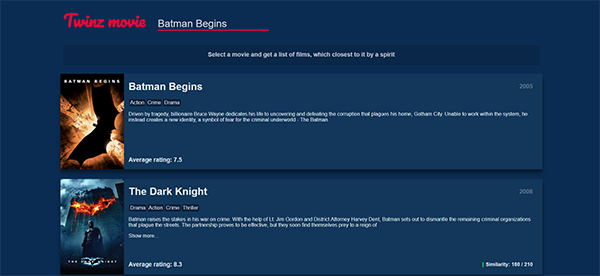 Twinz movie
Batman Begins
Select a movie and get a list of films, which closest to it by a spirit
BATMAN BEGINS
Batman Begins
2005
Action Crime Drama
Driven by tragedy, billionaire Bruce Wayne dedicates his life to uncovering and defeating the corruption that plagues his home, Gotham City. Unable to work within the system, he
instead creates a new identity, a symbol of fear for the criminal underworld - The Batman.
Average rating: 7.5
The Dark Knight
2008
Drama Action Crime Thriller
Batman raises the stakes in his war on crime. With the help of Lt. Jim Gordon and District Attorney Harvey Dent, Batman sets out to dismantle the remaining criminal organizations
that plague the streets. The partnership proves to be effective, but they soon find themselves prey to a reign of
Show more...
THE DARK KNIGHT
Average rating: 8.3
Similarity: 180 / 210